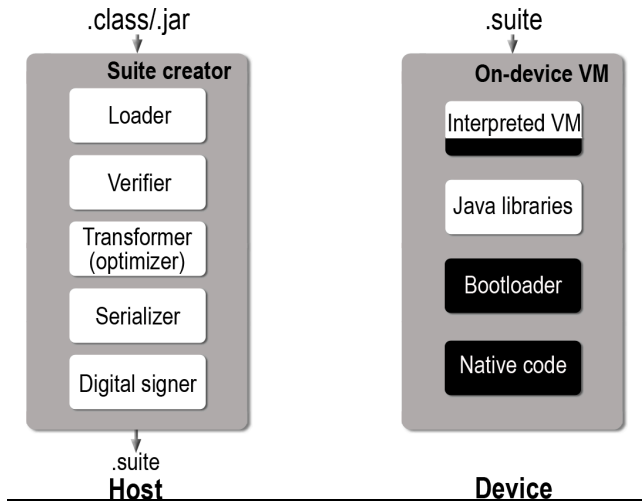 .class/.jar
Suite creator
Loader
Verifier
Transformer
(optimizer)
Serializer
Digital signer
.suite
Host
.suite
On-device VM
Interpreted VM
Java libraries
Bootloader
Native code
Device